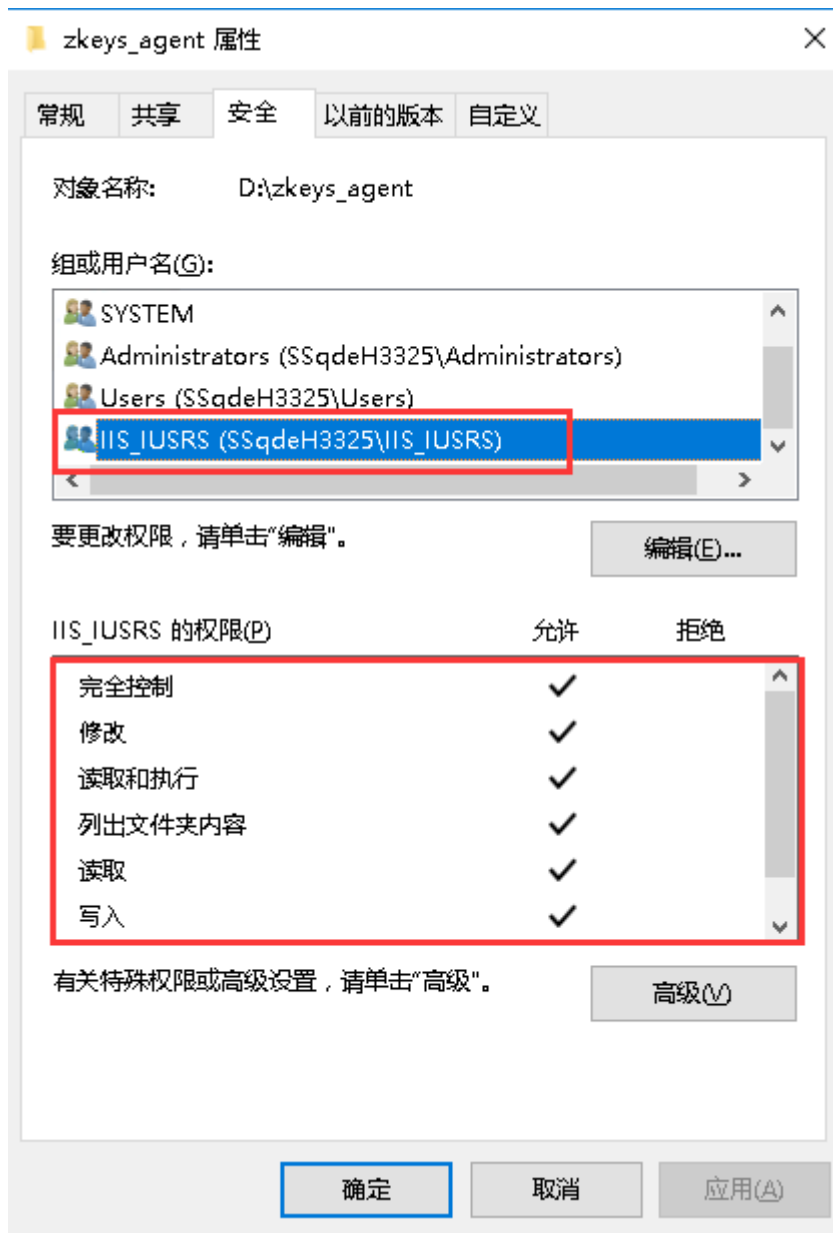 zkeys_agent 属性
常规 共享 安全 以前的版本 自定义
对象名称: D:\zkeys_agent
组或用户名(G):
SYSTEM
Administrators (SSqdeH3325\Administrators)
Users (SSqdeH3325\Users)
IIS_IUSRS (SSqdeH3325\IIS_IUSRS)
要更改权限，请单击"编辑"。 编辑(E)...
IIS_IUSRS 的权限(P) 允许 拒绝
完全控制
修改
读取和执行
列出文件夹内容
读取
写入
有关特殊权限或高级设置，请单击"高级"。 高级(V)
确定 取消 应用(A)